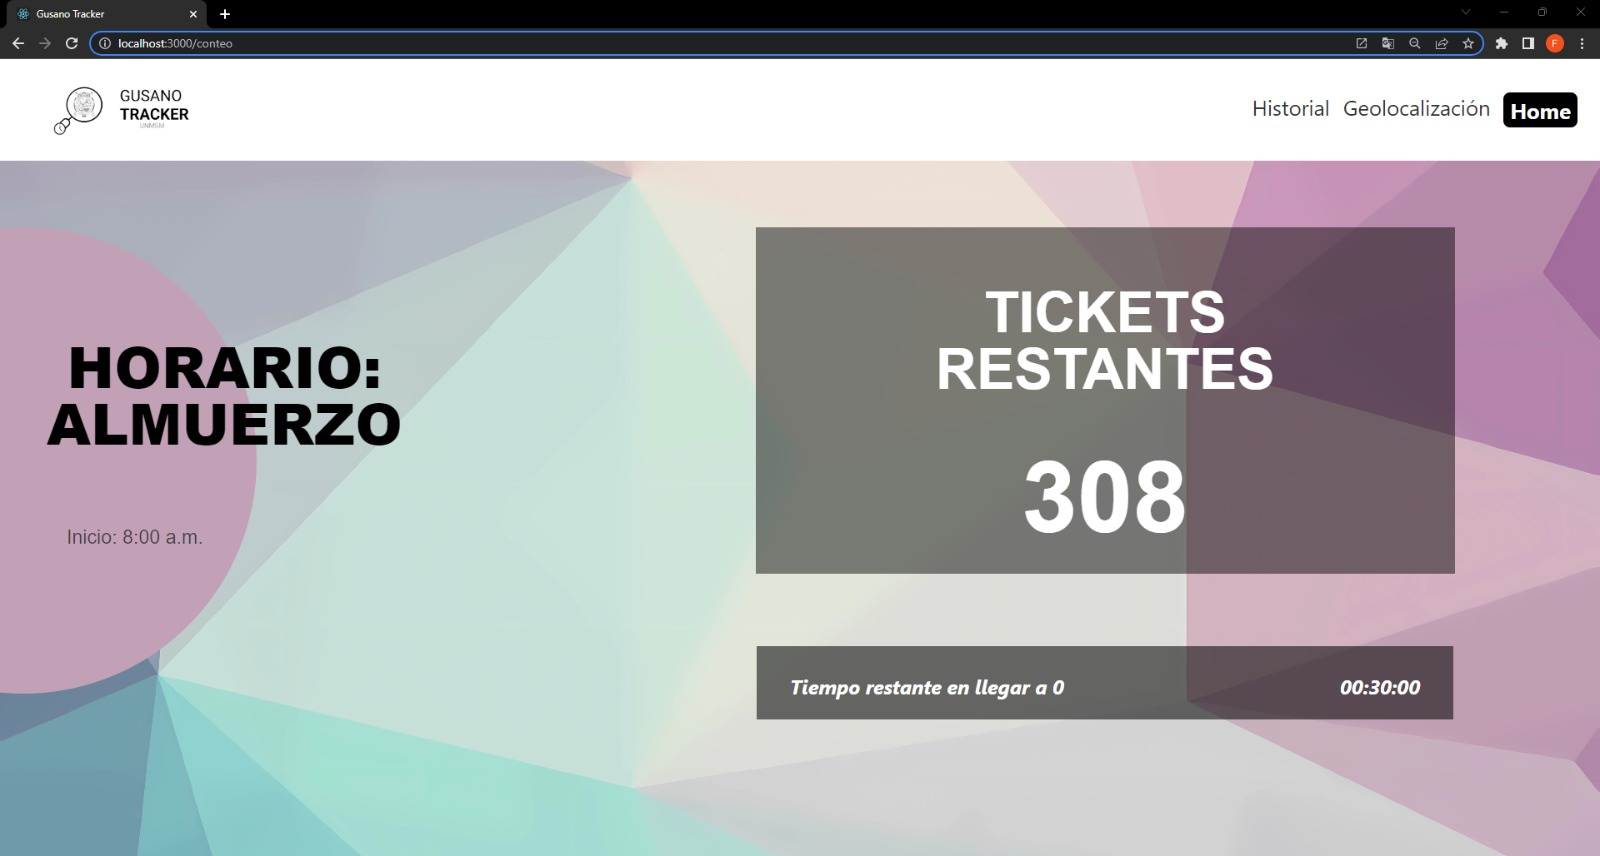 Gusano Tracker
localhost:3000/conteo
F
GUSANO
TRACKER
UNMSM
Historial Geolocalización Home
HORARIO:
ALMUERZO
Inicio: 8:00 a.m.
TICKETS
RESTANTES
308
Tiempo restante en llegar a 0 00:30:00